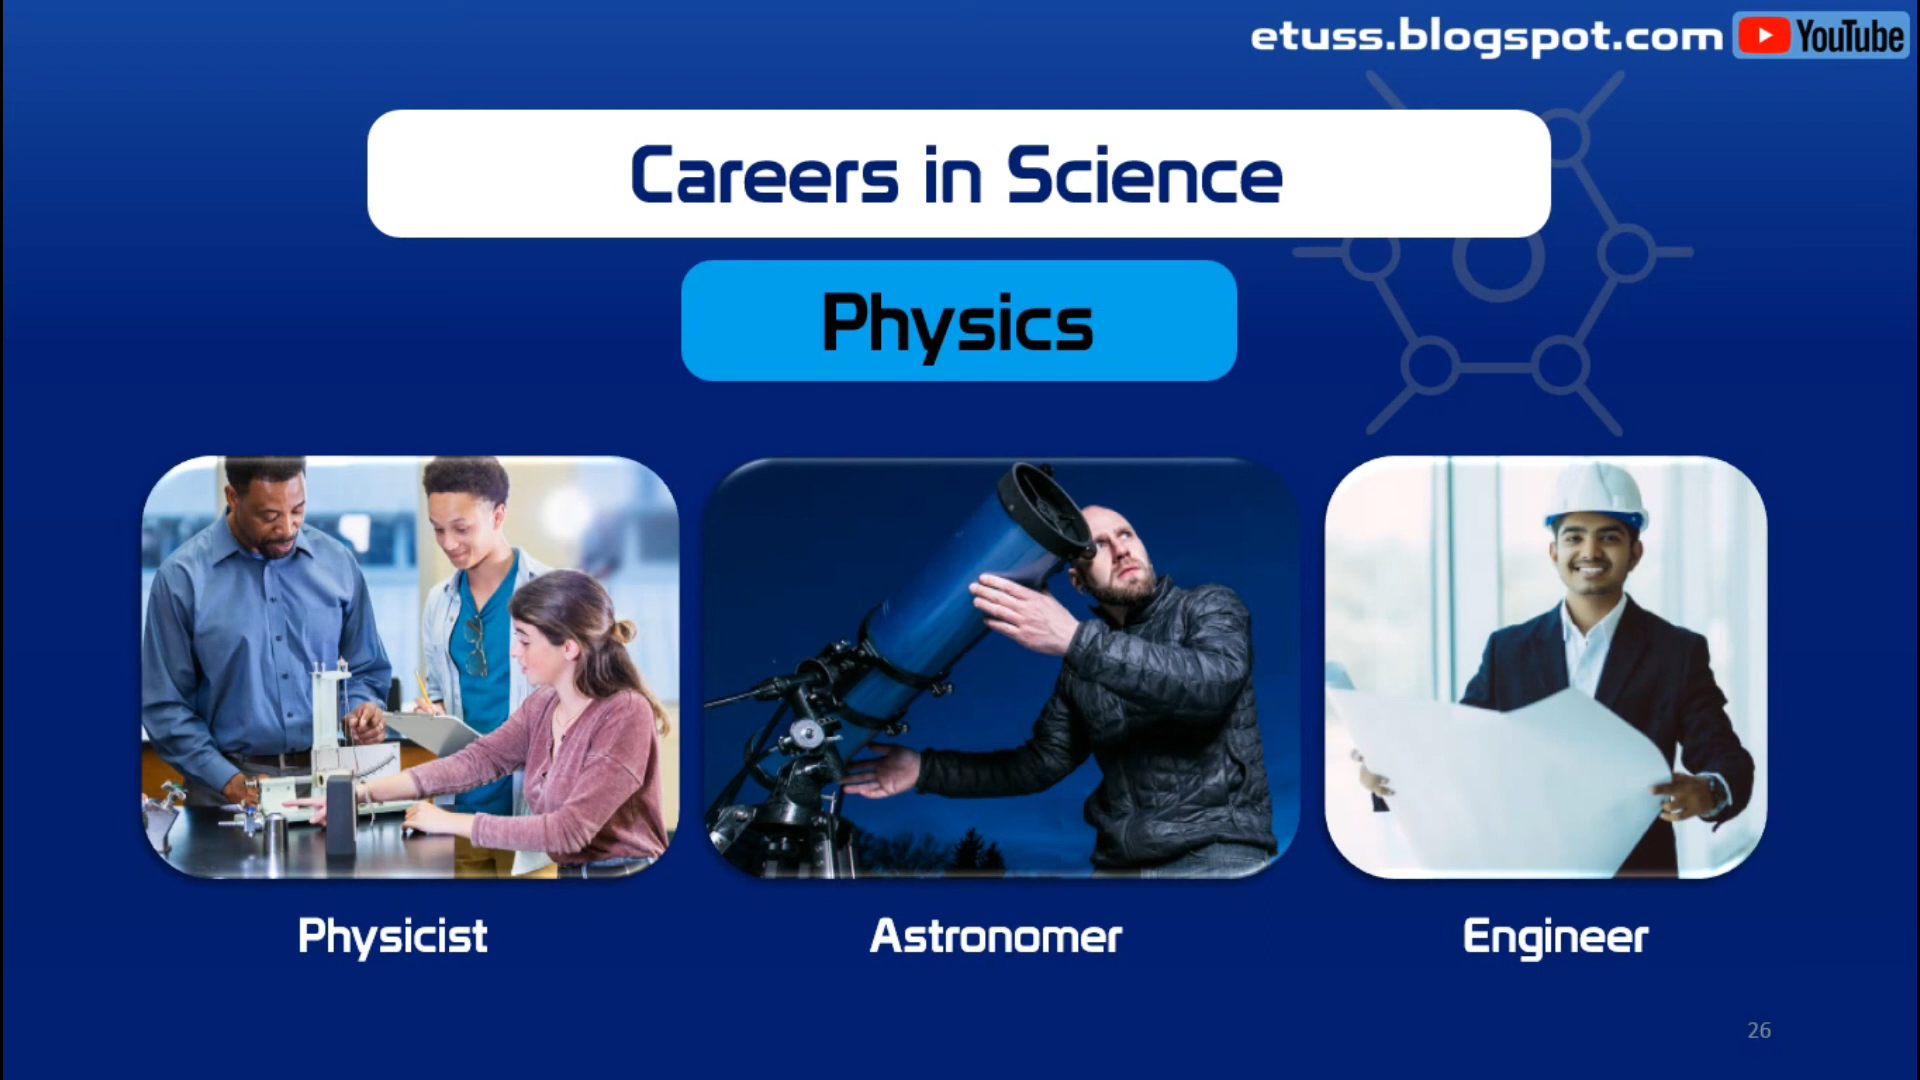 etuss.blogspot.com YouTube
Careers in Science
Physics
Physicist
Astronomer
Engineer
26